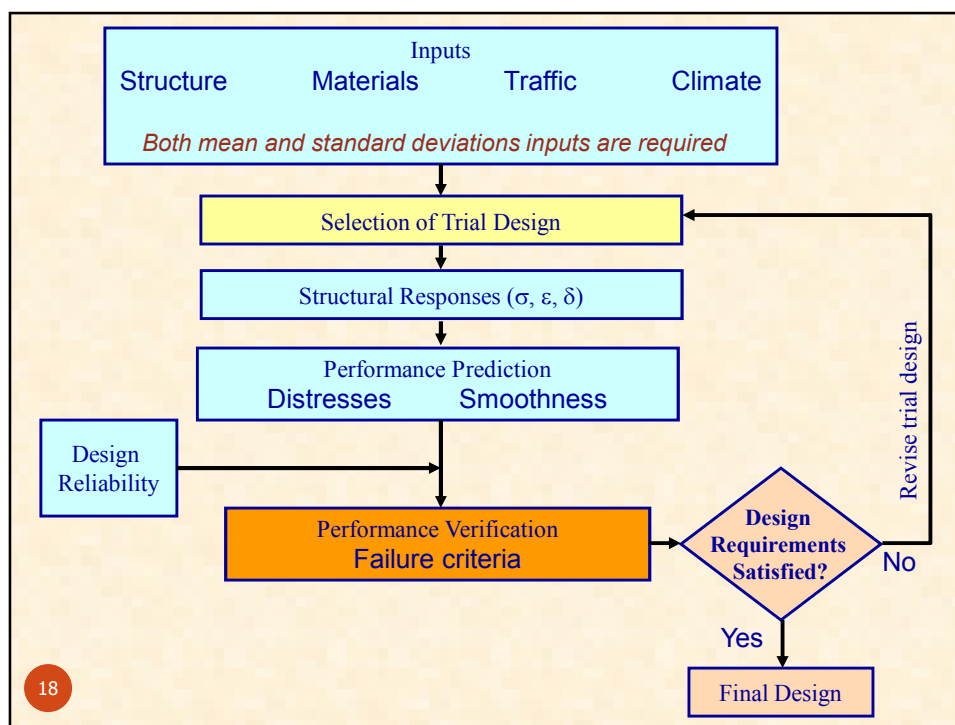 Inputs
Structure Materials Traffic Climate
Both mean and standard deviations inputs are required
Selection of Trial Design
Structural Responses (σ, ε, δ)
Performance Prediction
Distresses Smoothness
Design
Reliability
Performance Verification
Failure criteria
Design
Requirements
Satisfied?
No
Revise trial design
Yes
Final Design
18